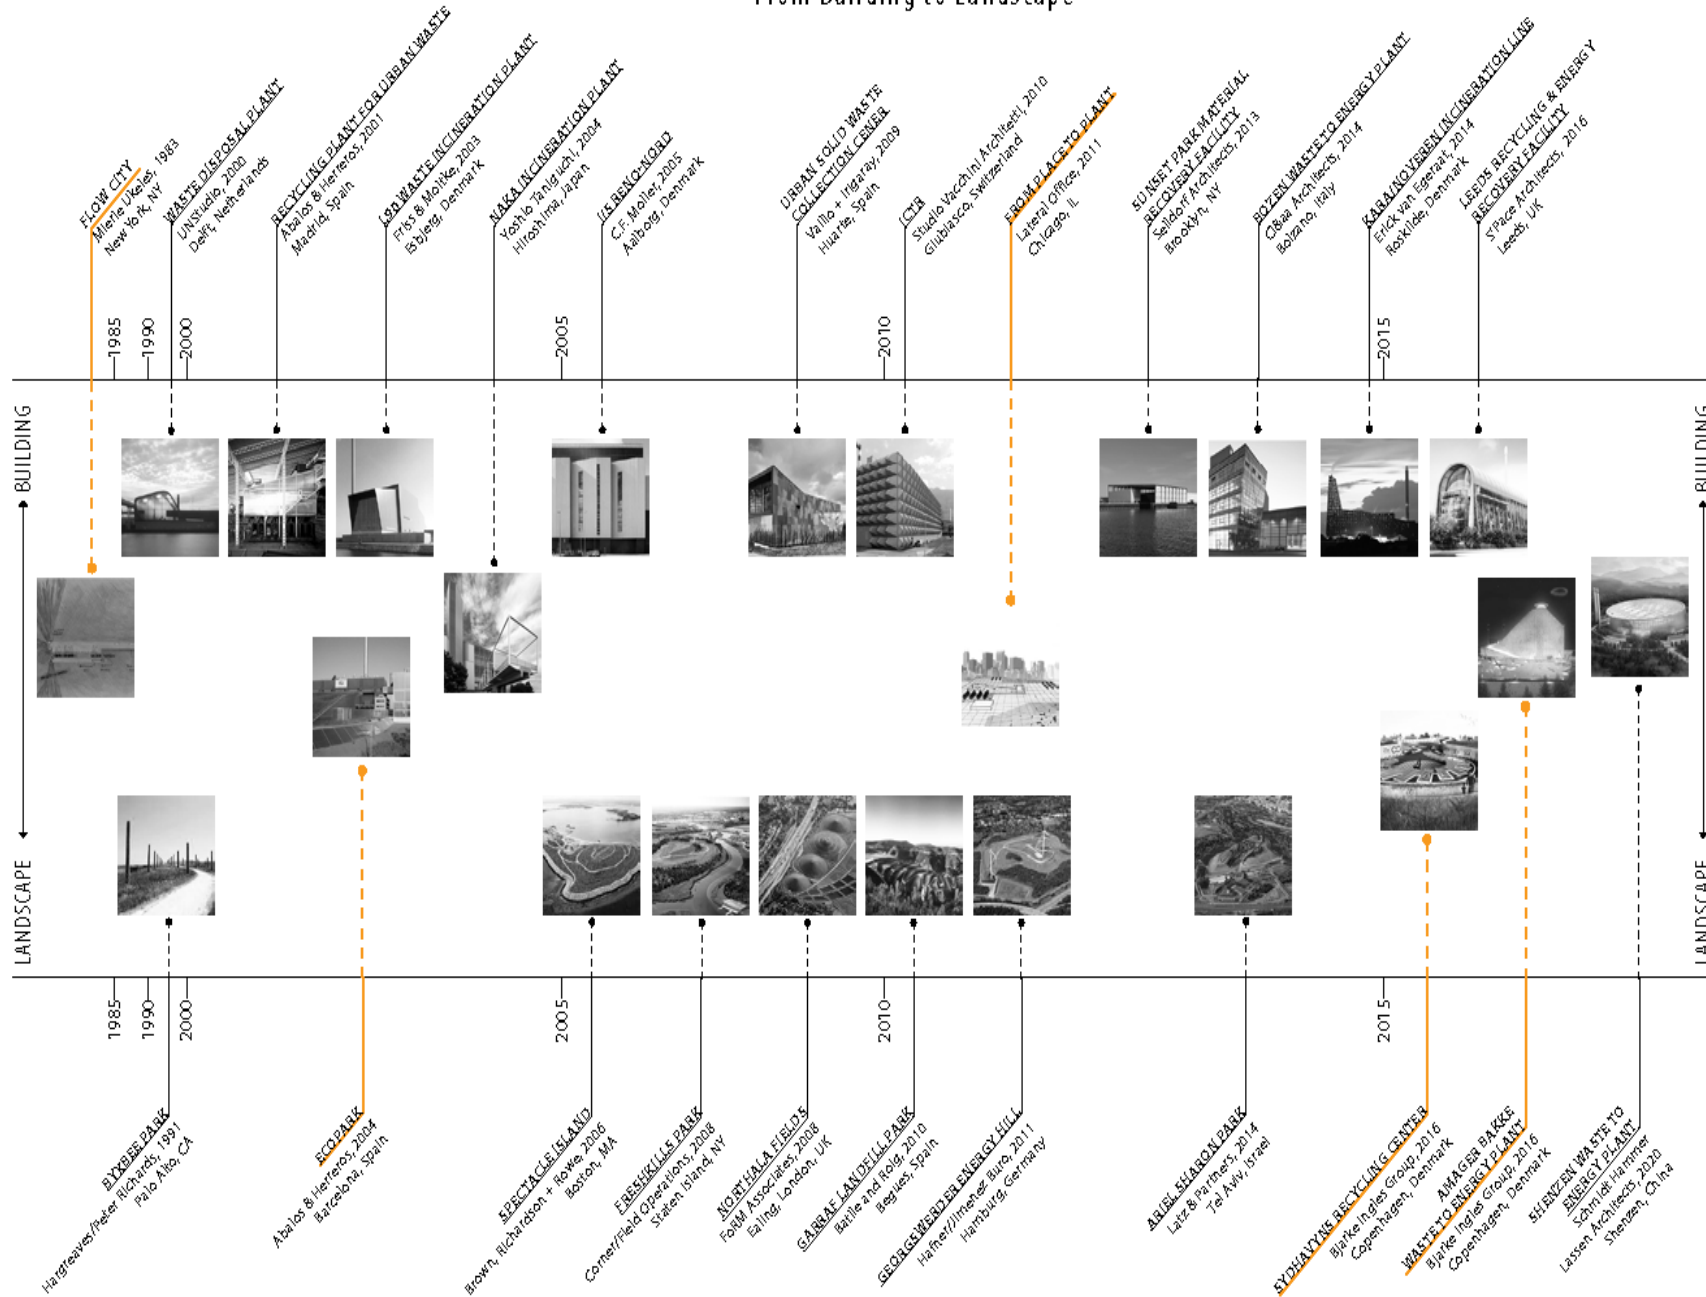 From Building to Landscape
FLOW CITY
Mierle Ukeles, 1983
New York, NY
WASTE DISPOSAL PLANT
UNStudio, 2000
Delft, Netherlands
RECYCLING PLANT FOR URBAN WASTE
Abalos & Herreros, 2001
Madrid, Spain
L90 WASTE INCINERATION PLANT
Friss & Moltke, 2003
Esbjerg, Denmark
NAKA INCINERATION PLANT
Yoshio Taniguchi, 2004
Hiroshima, Japan
I/S RENO-NORD
C.F. Moller, 2005
Aalborg, Denmark
URBAN SOLID WASTE
COLLECTION CENER
Vaillo + Irigaray, 2009
Huarte, Spain
ICTR
Studio Vacchini Architetti, 2010
Giubiasco, Switzerland
FROM PLACE TO PLANT
Lateral Office, 2011
Chicago, IL
SUNSET PARK MATERIAL
RECOVERY FACILITY
Selldorf Architects, 2013
Brooklyn, NY
BOZEN WASTE TO ENERGY PLANT
Cl&aa Architects, 2014
Bolzano, Italy
KARA/NOVEREN INCINERATION LINE
Erick van Egeraat, 2014
Roskilde, Denmark
LEEDS RECYCLING & ENERGY
RECOVERY FACILITY
S'Pace Architects, 2016
Leeds, UK
1985
1990
2000
2005
2010
2015
BUILDING
LANDSCAPE
BUILDING
LANDSCAPE
1985
1990
2000
2005
2010
2015
BYXBEE PARK
Hargreaves/Peter Richards, 1991
Palo Alto, CA
ECOPARK
Abalos & Herreros, 2004
Barcelona, Spain
SPECTACLE ISLAND
Brown, Richardson + Rowe, 2006
Boston, MA
FRESHKILLS PARK
Corner/Field Operations, 2008
Staten Island, NY
NORTHALA FIELDS
FoRM Associates, 2008
Ealing, London, UK
GARRAF LANDFILL PARK
Batlle and Roig, 2010
Begues, Spain
GEORGSWERDER ENERGY HILL
Hafner/Jimenez Buro, 2011
Hamburg, Germany
ARIEL SHARON PARK
Latz & Partners, 2014
Tel Aviv, Israel
SYDHAVYNS RECYCLING CENTER
Bjarke Ingles Group, 2016
Copenhagen, Denmark
AMAGER BAKKE
WASTE TO ENERGY PLANT
Bjarke Ingles Group, 2016
Copenhagen, Denmark
SHENZEN WASTE TO
ENERGY PLANT
Schmidt Hammer
Lassen Architects, 2020
Shenzen, China